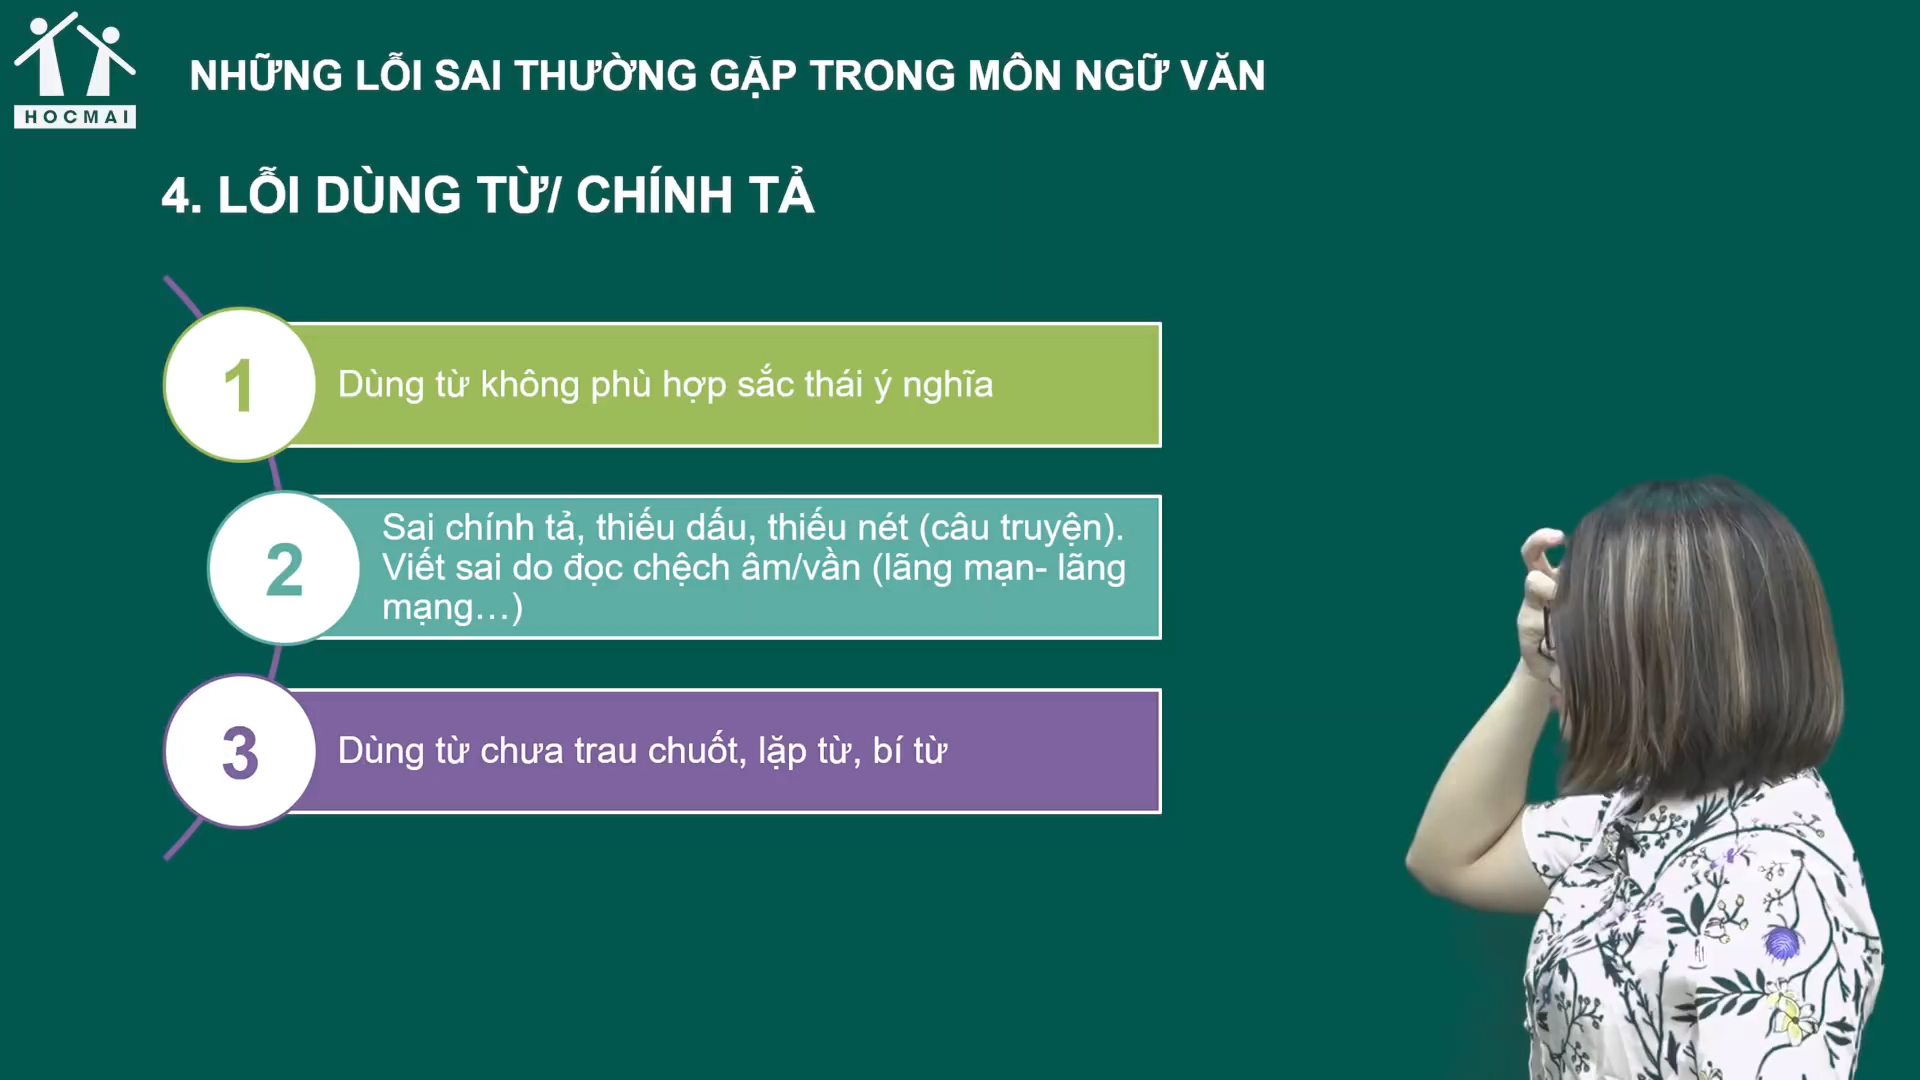 HOCMAI
NHỮNG LỖI SAI THƯỜNG GẶP TRONG MÔN NGỮ VĂN
4. LỖI DÙNG TỪ/ CHÍNH TẢ
1
Dùng từ không phù hợp sắc thái ý nghĩa
2
Sai chính tả, thiếu dấu, thiếu nét (câu truyện).
Viết sai do đọc chệch âm/vần (lãng mạn- lãng
mạng…)
3
Dùng từ chưa trau chuốt, lặp từ, bí từ